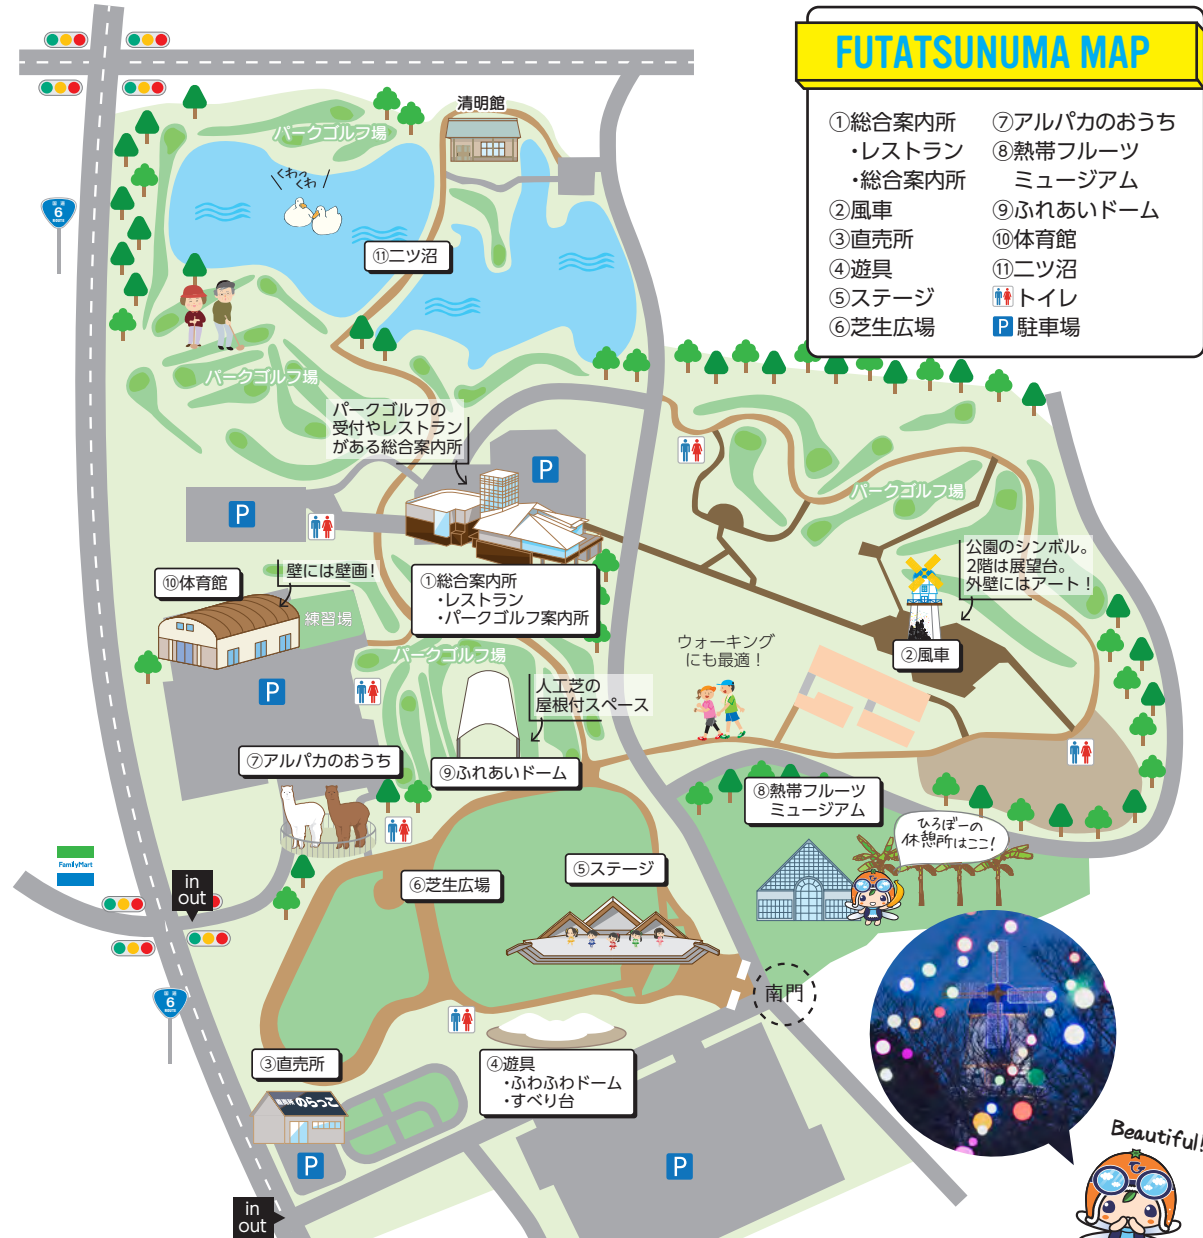 FUTATSUNUMA MAP
①総合案内所
・レストラン
・総合案内所
②風車
③直売所
④遊具
⑤ステージ
⑥芝生広場
⑦アルパカのおうち
⑧熱帯フルーツ
ミュージアム
⑨ふれあいドーム
⑩体育館
⑪二ツ沼
トイレ
P 駐車場
清明館
パークゴルフ場
くわっ
くわ
国道
6
ROUTE
⑪二ツ沼
パークゴルフ場
パークゴルフの
受付やレストラン
がある総合案内所
P
P
パークゴルフ場
公園のシンボル。
2階は展望台。
外壁にはアート!
②風車
⑩体育館
壁には壁画!
練習場
①総合案内所
・レストラン
・パークゴルフ案内所
ウォーキング
にも最適!
パークゴルフ場
P
人工芝の
屋根付スペース
⑦アルパカのおうち
⑨ふれあいドーム
⑧熱帯フルーツ
ミュージアム
ひろぼーの
休憩所はここ!
FamilyMart
in
out
⑥芝生広場
⑤ステージ
国道
6
ROUTE
南門
③直売所
直売所 のらっこ
④遊具
・ふわふわドーム
・すべり台
P
P
in
out
Beautiful!